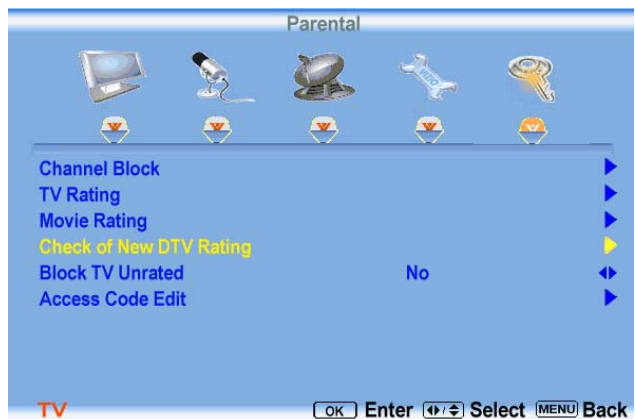 Parental
VIZIO
Channel Block
TV Rating
Movie Rating
Check of New DTV Rating
Block TV Unrated No
Access Code Edit
TV OK Enter Select MENU Back